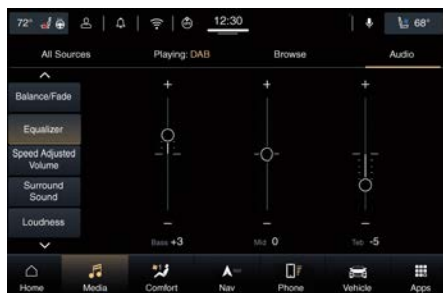 72° 12:30 68°
All Sources Playing: DAB Browse Audio
+ + +
Balance/Fade
Equalizer
Speed Adjusted
Volume
Surround
Sound
Loudness
− − −
Bass +3 Mid 0 Teb -5
Home Media Comfort Nav Phone Vehicle Apps